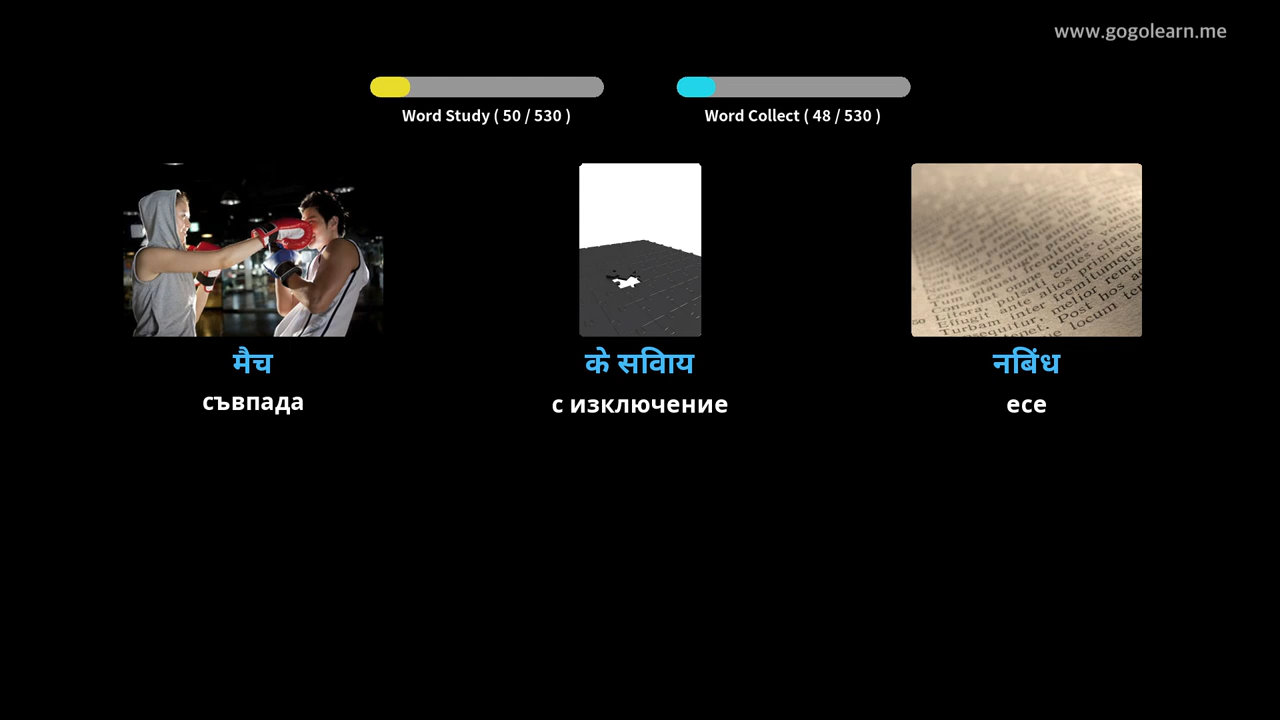 www.gogolearn.me
Word Study ( 50 / 530 )
Word Collect ( 48 / 530 )
मैच
के सिवाय
निबंध
съвпада
с изключение
есе